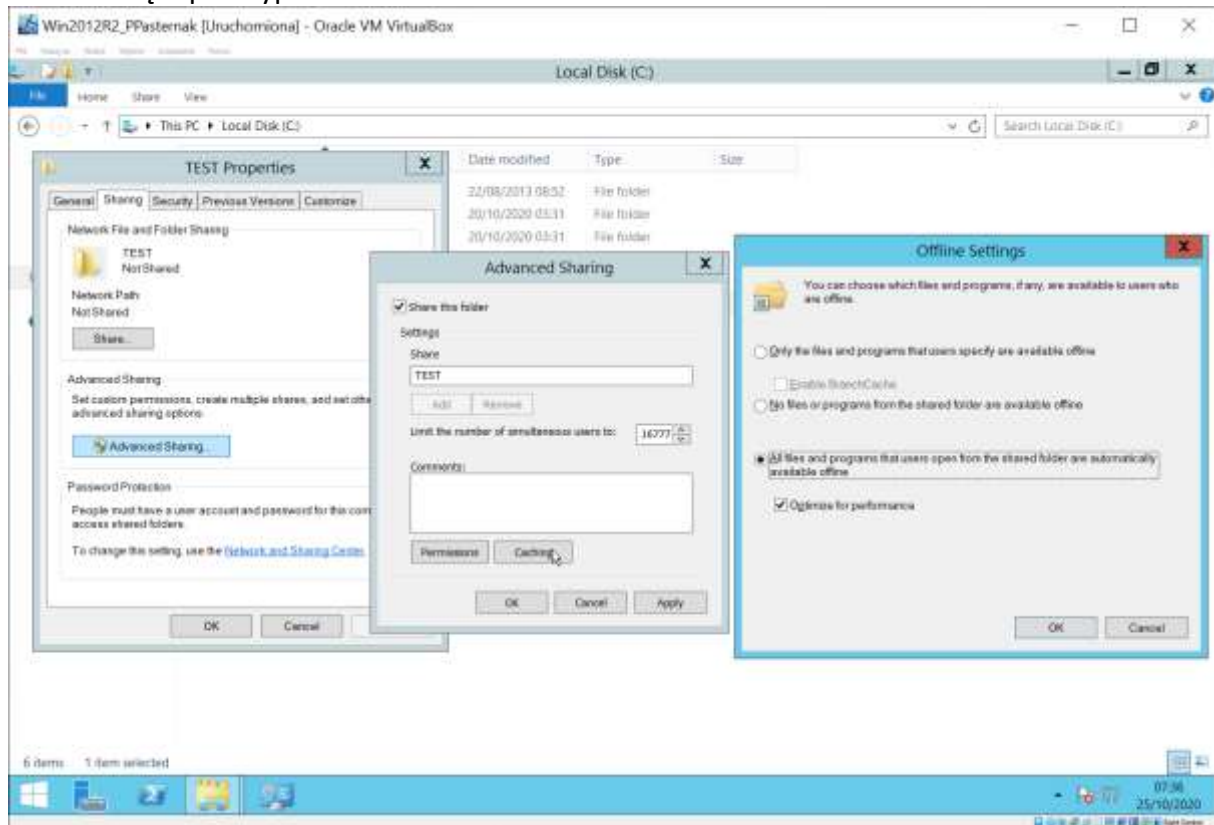 Win2012R2_PPasternak [Uruchomiona] - Oracle VM VirtualBox
Local Disk (C:)
File Home Share View
This PC Local Disk (C:)
Search Local Disk (C:)
Date modified Type Size
22/08/2013 08:52 File folder
20/10/2020 03:31 File folder
20/10/2020 03:31 File folder
TEST Properties
General Sharing Security Previous Versions Customize
Network File and Folder Sharing
TEST
Not Shared
Network Path:
Not Shared
Share...
Advanced Sharing
Set custom permissions, create multiple shares, and set othe
advanced sharing options.
Advanced Sharing...
Password Protection
People must have a user account and password for this com
access shared folders.
To change this setting, use the Network and Sharing Center.
OK Cancel
Advanced Sharing
Share this folder
Settings
Share
TEST
Add Remove
Limit the number of simultaneous users to: 16777
Comments:
Permissions Caching
OK Cancel Apply
Offline Settings
You can choose which files and programs, if any, are available to users who
are offline.
Only the files and programs that users specify are available offline
Enable BranchCache
No files or programs from the shared folder are available offline
All files and programs that users open from the shared folder are automatically
available offline
Optimize for performance
OK Cancel
6 items 1 item selected
07:36
25/10/2020